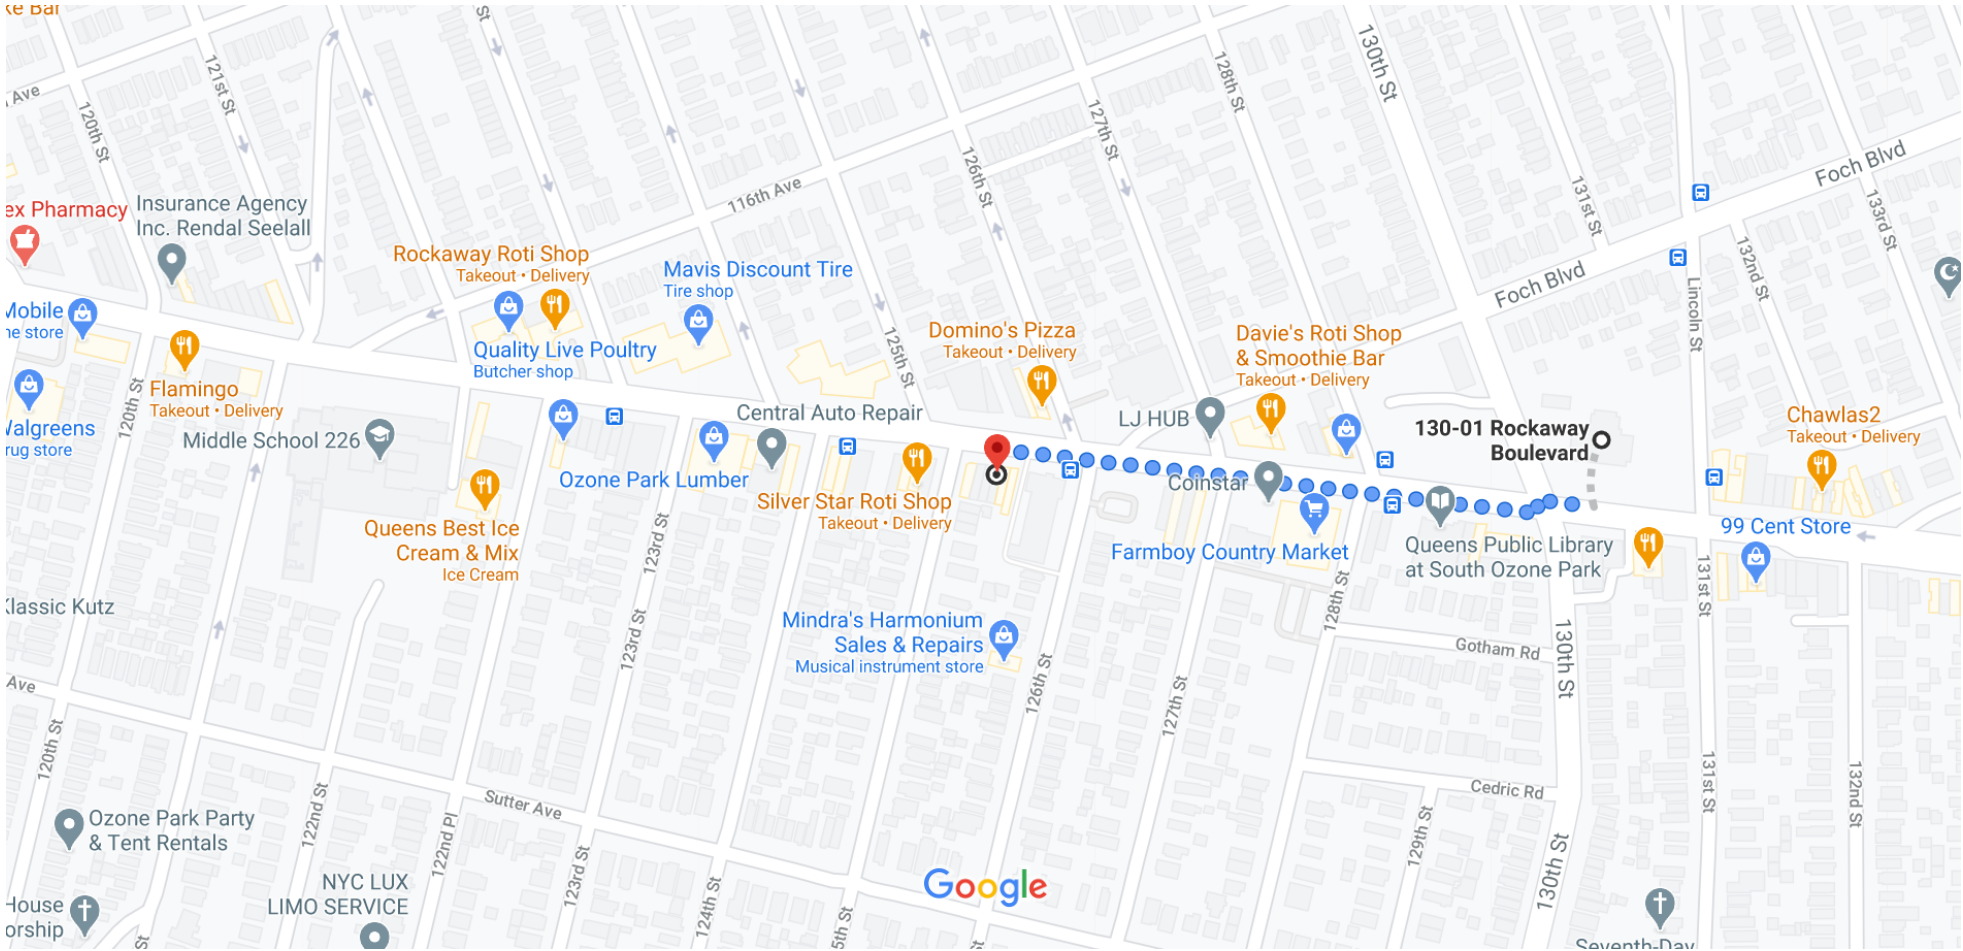 ke Bar
Ave
120th St
121st St
St
116th Ave
126th St
127th St
128th St
130th St
131st St
Foch Blvd
Foch Blvd
133rd St
132nd St
Lincoln St
125th St
ex Pharmacy
Insurance Agency
Inc. Rendal Seelall
Rockaway Roti Shop
Takeout • Delivery
Mavis Discount Tire
Tire shop
Mobile
ne store
Quality Live Poultry
Butcher shop
Domino's Pizza
Takeout • Delivery
Davie's Roti Shop
& Smoothie Bar
Takeout • Delivery
Flamingo
Takeout • Delivery
Walgreens
rug store
120th St
Middle School 226
Central Auto Repair
LJ HUB
130-01 Rockaway
Boulevard
Chawlas2
Takeout • Delivery
Ozone Park Lumber
Silver Star Roti Shop
Takeout • Delivery
Coinstar
Queens Best Ice
Cream & Mix
Ice Cream
Farmboy Country Market
Queens Public Library
at South Ozone Park
99 Cent Store
Klassic Kutz
123rd St
123rd St
Mindra's Harmonium
Sales & Repairs
Musical instrument store
126th St
127th St
128th St
Gotham Rd
130th St
131st St
Ave
120th St
Sutter Ave
Cedric Rd
131st St
132nd St
Ozone Park Party
& Tent Rentals
122nd St
122nd Pl
123rd St
124th St
129th St
130th St
NYC LUX
LIMO SERVICE
Google
House
orship
St
5th St
St
Seventh-Day